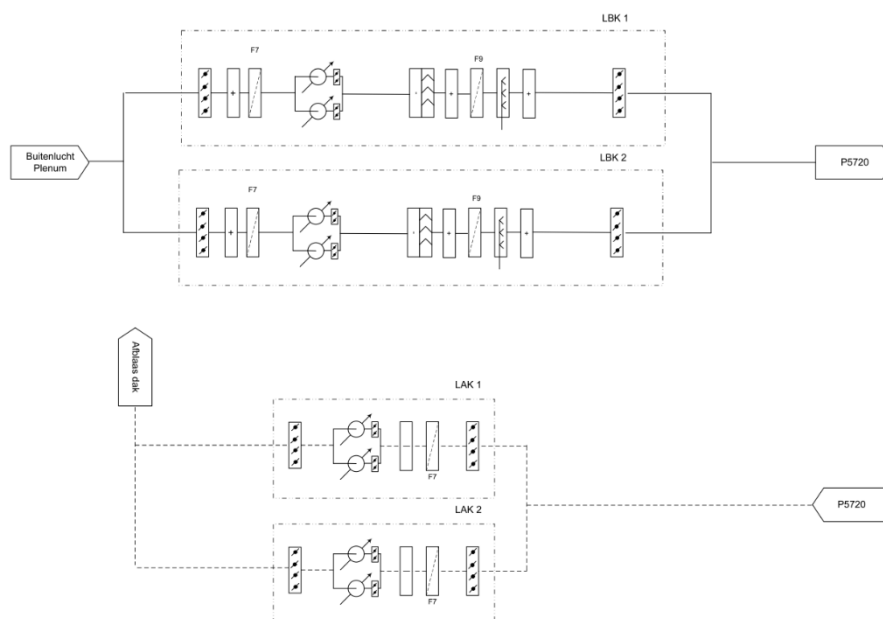 LBK 1
F7
F9
+
-
+
+
Buitenlucht
Plenum
P5720
LBK 2
F7
F9
+
-
+
+
Afblaas dak
LAK 1
F7
P5720
LAK 2
F7